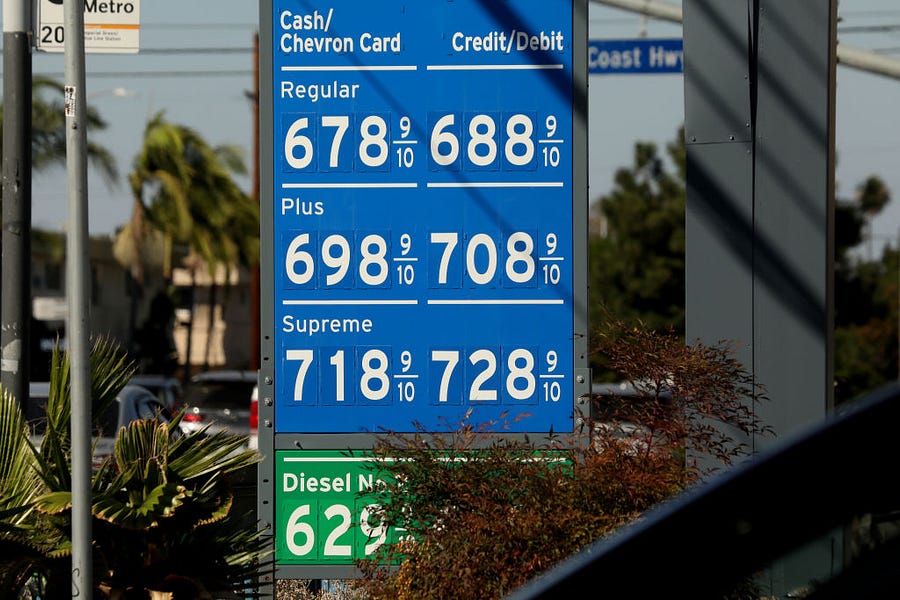 Metro
20
Coast Hwy
Cash/
Chevron Card Credit/Debit
Regular
678 9/10 688 9/10
Plus
698 9/10 708 9/10
Supreme
718 9/10 728 9/10
Diesel
629